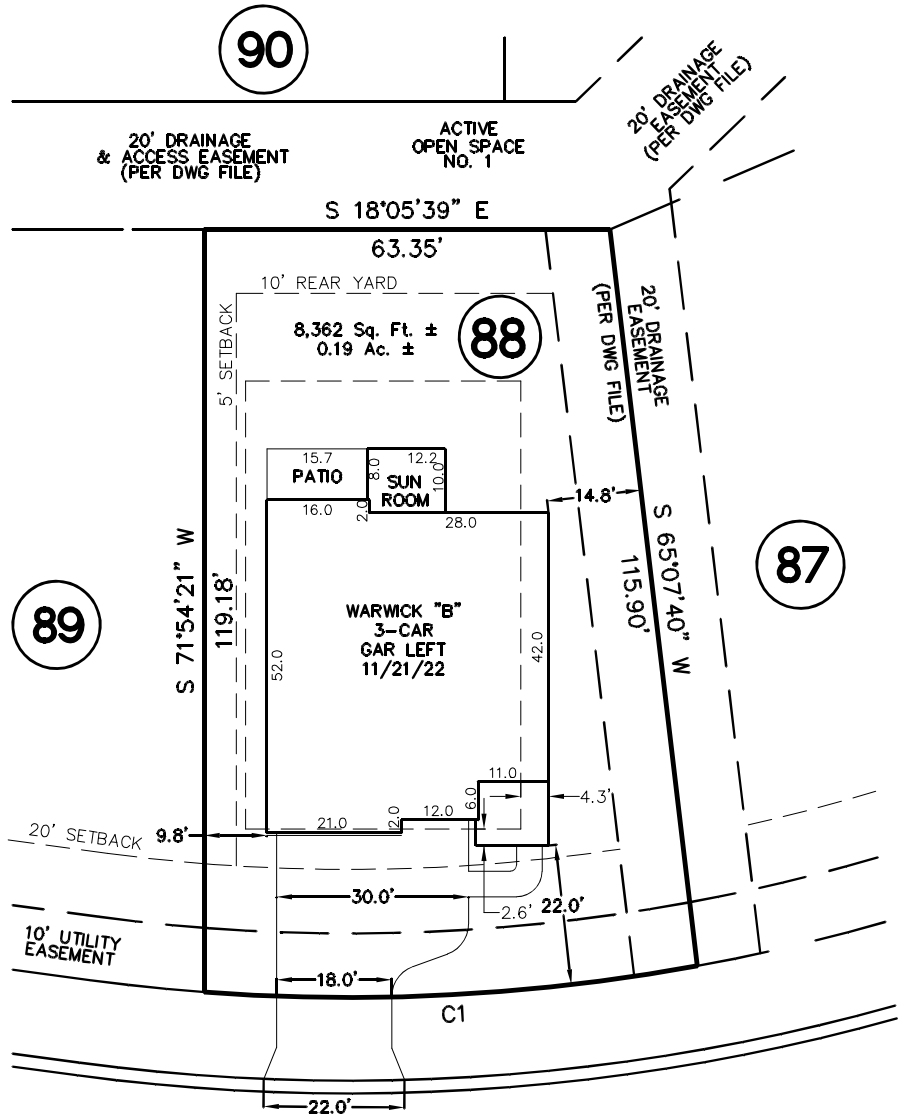 90
20' DRAINAGE
& ACCESS EASEMENT
(PER DWG FILE)
ACTIVE
OPEN SPACE
NO. 1
20' DRAINAGE
EASEMENT
(PER DWG FILE)
S 18°05'39" E
63.35'
10' REAR YARD
5' SETBACK
8,362 Sq. Ft. ±
0.19 Ac. ±
88
20' DRAINAGE
EASEMENT
(PER DWG FILE)
15.7
PATIO
8.0
12.2
SUN
ROOM
10.0
16.0
2.0
28.0
14.8'
S 71°54'21" W
119.18'
S 65°07'40" W
115.90'
87
89
WARWICK "B"
3-CAR
GAR LEFT
11/21/22
52.0
42.0
11.0
6.0
4.3'
21.0
2.0
12.0
20' SETBACK
9.8'
30.0'
2.6'
22.0'
10' UTILITY
EASEMENT
18.0'
C1
22.0'